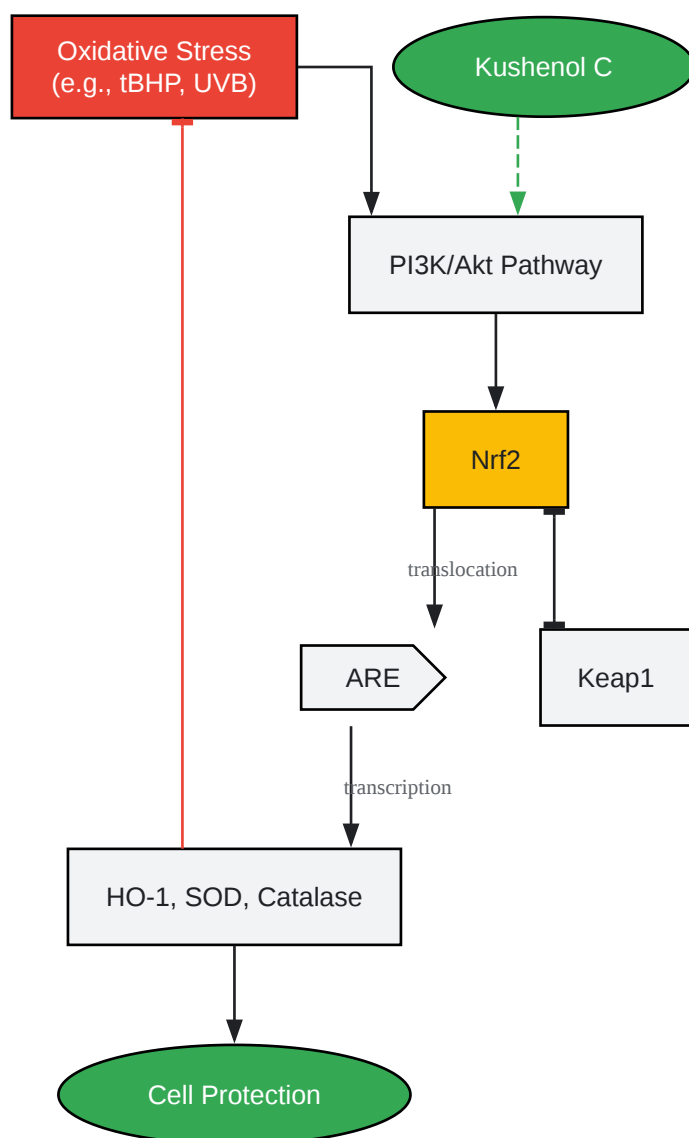 Oxidative Stress
(e.g., tBHP, UVB)
Kushenol C
PI3K/Akt Pathway
Nrf2
translocation
ARE
Keap1
transcription
HO-1, SOD, Catalase
Cell Protection